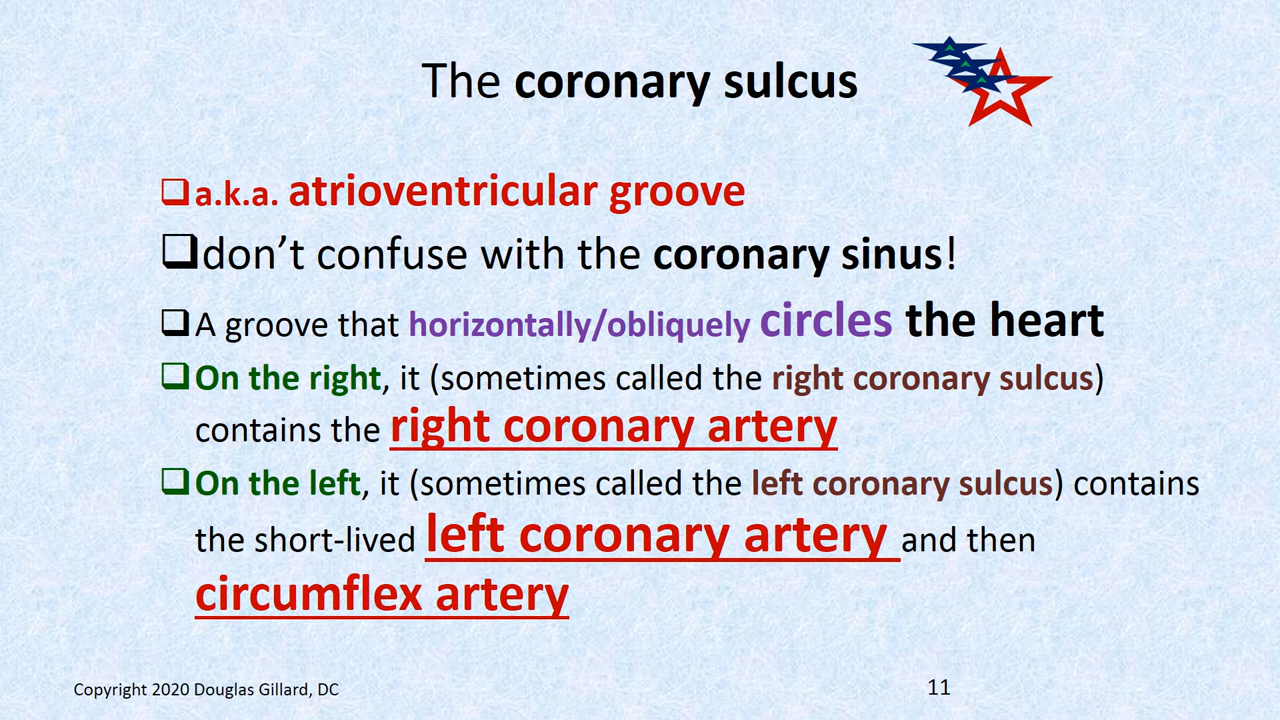 The coronary sulcus
❑a.k.a. atrioventricular groove
❑don't confuse with the coronary sinus!
❑A groove that horizontally/obliquely circles the heart
❑On the right, it (sometimes called the right coronary sulcus)
contains the right coronary artery
❑On the left, it (sometimes called the left coronary sulcus) contains
the short-lived left coronary artery and then
circumflex artery
Copyright 2020 Douglas Gillard, DC
11